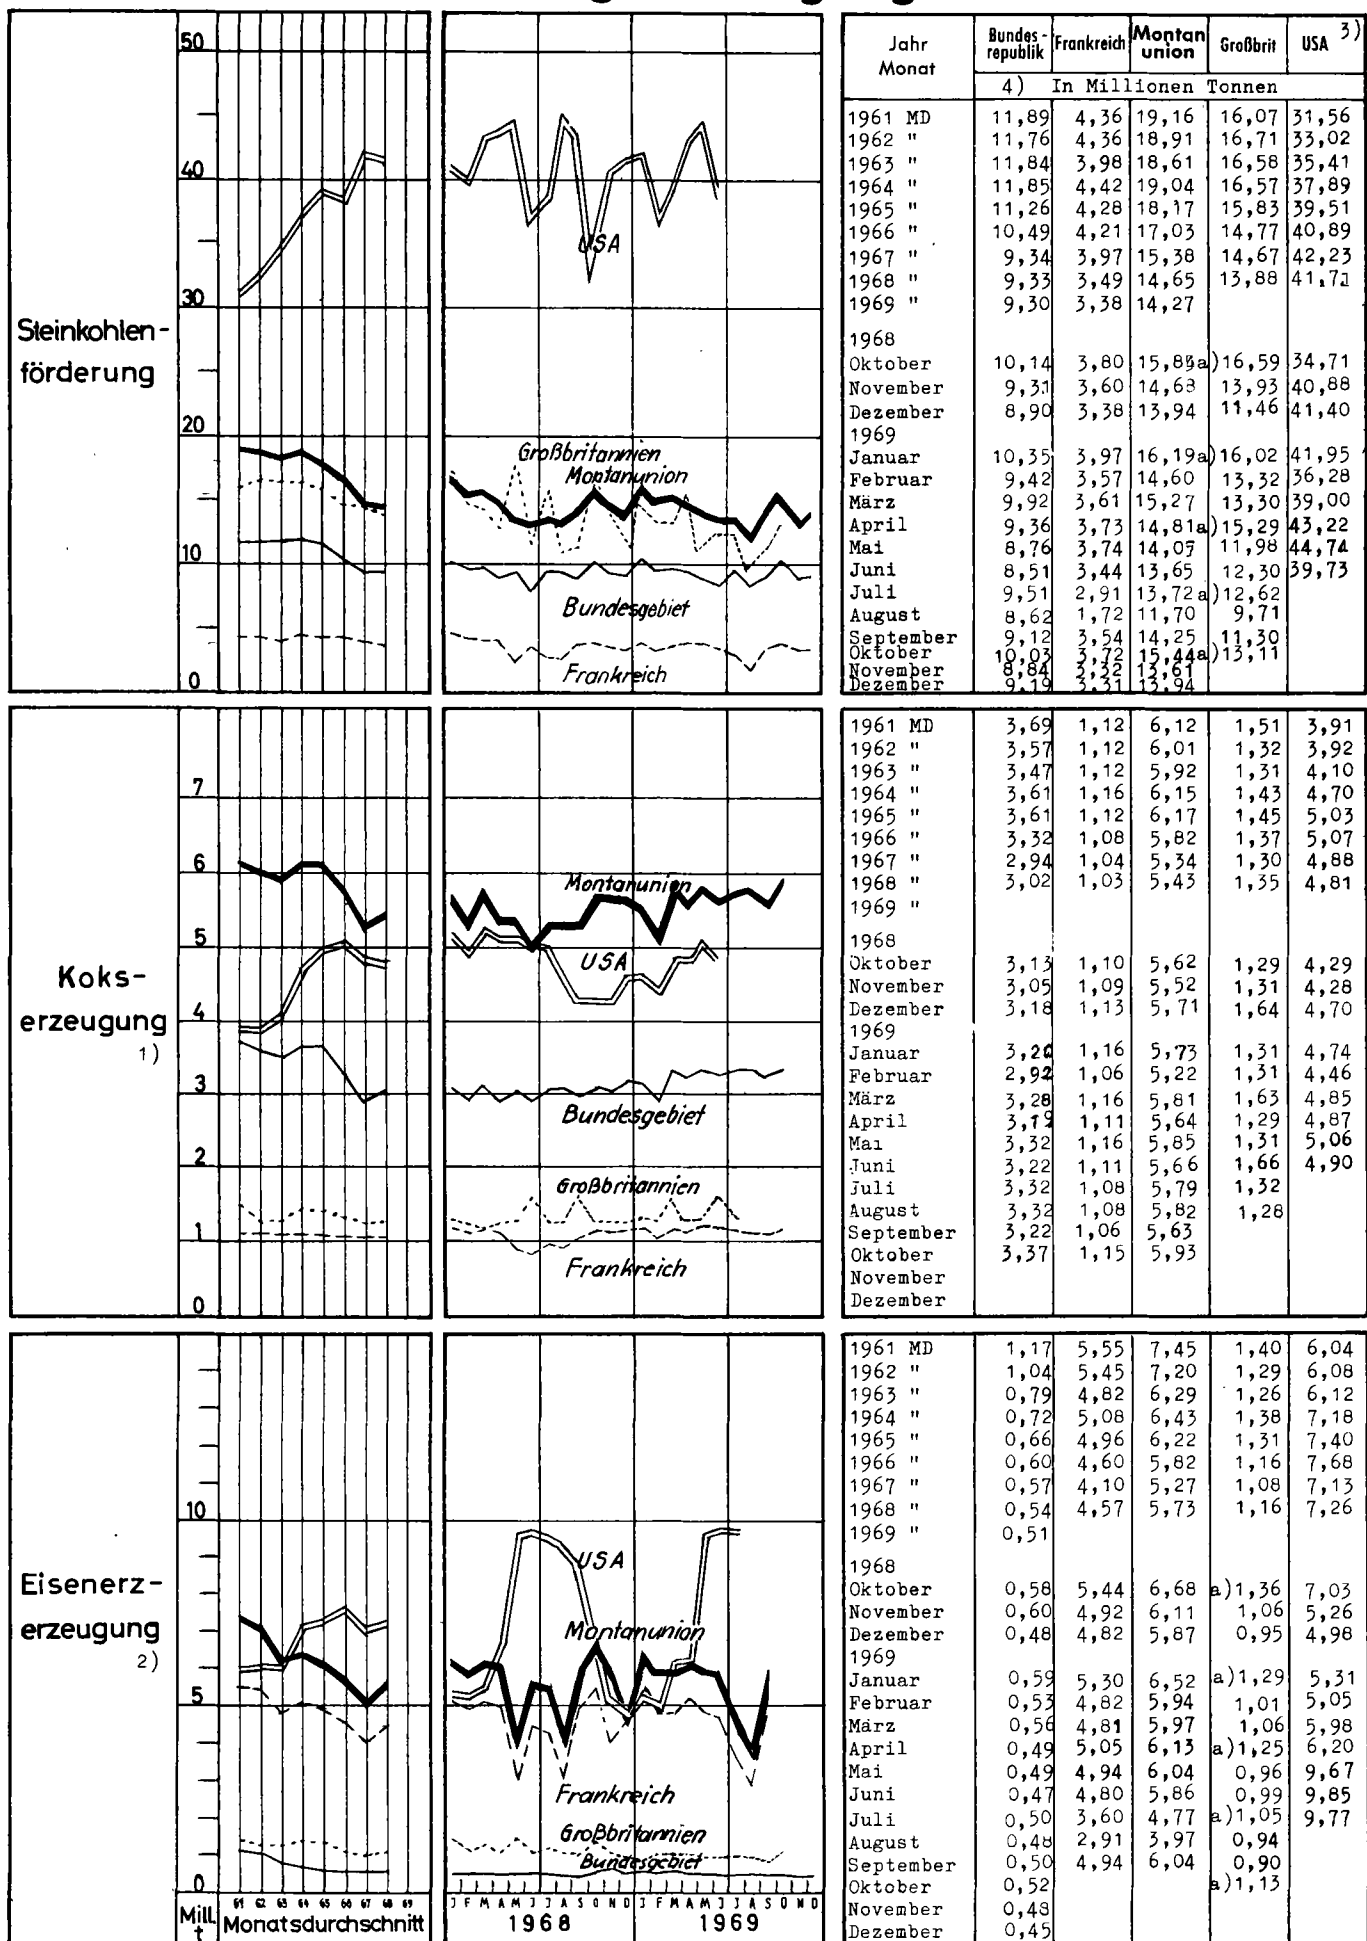 Jahr Monat | Bundes-republik | Frankreich | Montan union | Großbrit | USA 3)
4) In Millionen Tonnen
Steinkohlen-
förderung
50
40
30
20
10
0
USA
Großbritannien
Montanunion
Bundesgebiet
Frankreich
1961 MD 11,89 4,36 19,16 16,07 31,56
1962 " 11,76 4,36 18,91 16,71 33,02
1963 " 11,84 3,98 18,61 16,58 35,41
1964 " 11,85 4,42 19,04 16,57 37,89
1965 " 11,26 4,28 18,17 15,83 39,51
1966 " 10,49 4,21 17,03 14,77 40,89
1967 " 9,34 3,97 15,38 14,67 42,23
1968 " 9,33 3,49 14,65 13,88 41,71
1969 " 9,30 3,38 14,27
1968
Oktober 10,14 3,80 a)16,59 34,71
November 9,31 3,60 14,68 13,93 40,88
Dezember 8,90 3,38 13,94 11,46 41,40
1969
Januar 10,35 3,97 16,19 a)16,02 41,95
Februar 9,42 3,57 14,60 13,32 36,28
März 9,92 3,61 15,27 13,30 39,00
April 9,36 3,73 14,81 a)15,29 43,22
Mai 8,76 3,74 14,07 11,98 44,74
Juni 8,51 3,44 13,65 12,30 39,73
Juli 9,51 2,91 13,72 a)12,62
August 8,62 1,72 11,70 9,71
September 9,12 3,54 14,25 11,30
Oktober 10,03 3,72 15,44 a)13,11
November 8,84 3,32 13,61
Dezember 9,19 3,31 13,94
Koks-
erzeugung
1)
7
6
5
4
3
2
1
0
Montanunion
USA
Bundesgebiet
Großbritannien
Frankreich
1961 MD 3,69 1,12 6,12 1,51 3,91
1962 " 3,57 1,12 6,01 1,32 3,92
1963 " 3,47 1,12 5,92 1,31 4,10
1964 " 3,61 1,16 6,15 1,43 4,70
1965 " 3,61 1,12 6,17 1,45 5,03
1966 " 3,32 1,08 5,82 1,37 5,07
1967 " 2,94 1,04 5,34 1,30 4,88
1968 " 3,02 1,03 5,43 1,35 4,81
1969 "
1968
Oktober 3,13 1,10 5,62 1,29 4,29
November 3,05 1,09 5,52 1,31 4,28
Dezember 3,18 1,13 5,71 1,64 4,70
1969
Januar 1,16 5,73 1,31 4,74
Februar 2,92 1,06 5,22 1,31 4,46
März 3,28 1,16 5,81 1,63 4,85
April 3,19 1,11 5,64 1,29 4,87
Mai 3,32 1,16 5,85 1,31 5,06
Juni 3,22 1,11 5,66 1,66 4,90
Juli 3,32 1,08 5,79 1,32
August 3,32 1,08 5,82 1,28
September 3,22 1,06 5,63
Oktober 3,37 1,15 5,93
November
Dezember
Eisenerz-
erzeugung
2)
10
5
0
USA
Montanunion
Frankreich
Großbritannien
Bundesgebiet
1961 MD 1,17 5,55 7,45 1,40 6,04
1962 " 1,04 5,45 7,20 1,29 6,08
1963 " 0,79 4,82 6,29 1,26 6,12
1964 " 0,72 5,08 6,43 1,38 7,18
1965 " 0,66 4,96 6,22 1,31 7,40
1966 " 0,60 4,60 5,82 1,16 7,68
1967 " 0,57 4,10 5,27 1,08 7,13
1968 " 0,54 4,57 5,73 1,16 7,26
1969 " 0,51
1968
Oktober 0,58 5,44 6,68 a)1,36 7,03
November 0,60 4,92 6,11 1,06 5,26
Dezember 0,48 4,82 5,87 0,95 4,98
1969
Januar 0,59 5,30 6,52 a)1,29 5,31
Februar 0,53 4,82 5,94 1,01 5,05
März 0,56 4,81 5,97 1,06 5,98
April 0,49 5,05 6,13 a)1,25 6,20
Mai 0,49 4,94 6,04 0,96 9,67
Juni 0,47 4,80 5,86 0,99 9,85
Juli 0,50 3,60 4,77 a)1,05 9,77
August 0,48 2,91 3,97 0,94
September 0,50 4,94 6,04 0,90
Oktober 0,52 a)1,13
November 0,48
Dezember 0,45
Mill. t
61 62 63 64 65 66 67 68 69
Monatsdurchschnitt
J F M A M J J A S O N D J F M A M J J A S O N D
1968 1969